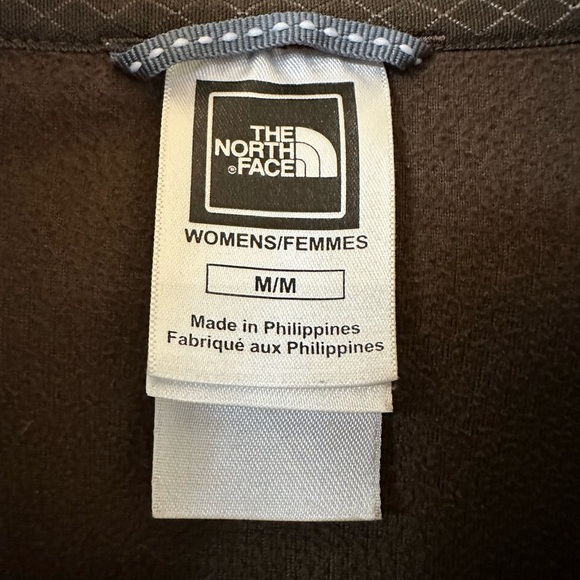 THE
NORTH
®FACE
WOMENS/FEMMES
M/M
Made in Philippines
Fabriqué aux Philippines